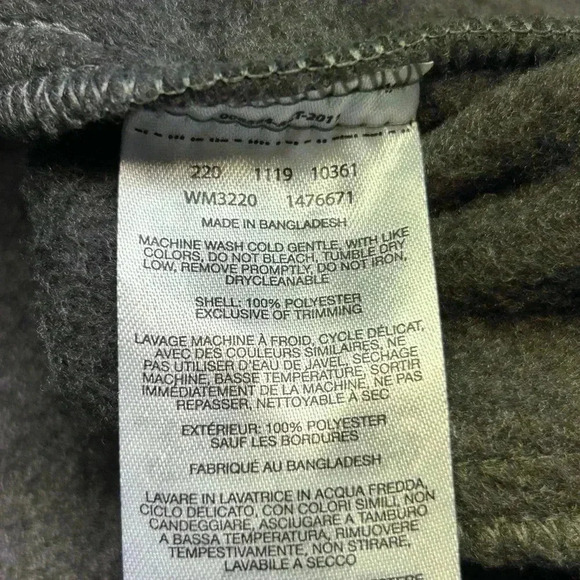 220 1119 10361
WM3220 1476671
MADE IN BANGLADESH
MACHINE WASH COLD GENTLE, WITH LIKE
COLORS, DO NOT BLEACH, TUMBLE DRY
LOW, REMOVE PROMPTLY, DO NOT IRON,
DRYCLEANABLE
SHELL: 100% POLYESTER
EXCLUSIVE OF TRIMMING
LAVAGE MACHINE À FROID, CYCLE DÉLICAT,
AVEC DES COULEURS SIMILAIRES, NE
PAS UTILISER D'EAU DE JAVEL, SÉCHAGE
MACHINE, BASSE TEMPÉRATURE, SORTIR
IMMÉDIATEMENT DE LA MACHINE, NE PAS
REPASSER, NETTOYABLE À SEC
EXTÉRIEUR: 100% POLYESTER
SAUF LES BORDURES
FABRIQUÉ AU BANGLADESH
LAVARE IN LAVATRICE IN ACQUA FREDDA,
CICLO DELICATO, CON COLORI SIMILI, NON
CANDEGGIARE, ASCIUGARE A TAMBURO
A BASSA TEMPERATURA, RIMUOVERE
TEMPESTIVAMENTE, NON STIRARE,
LAVABILE A SECCO